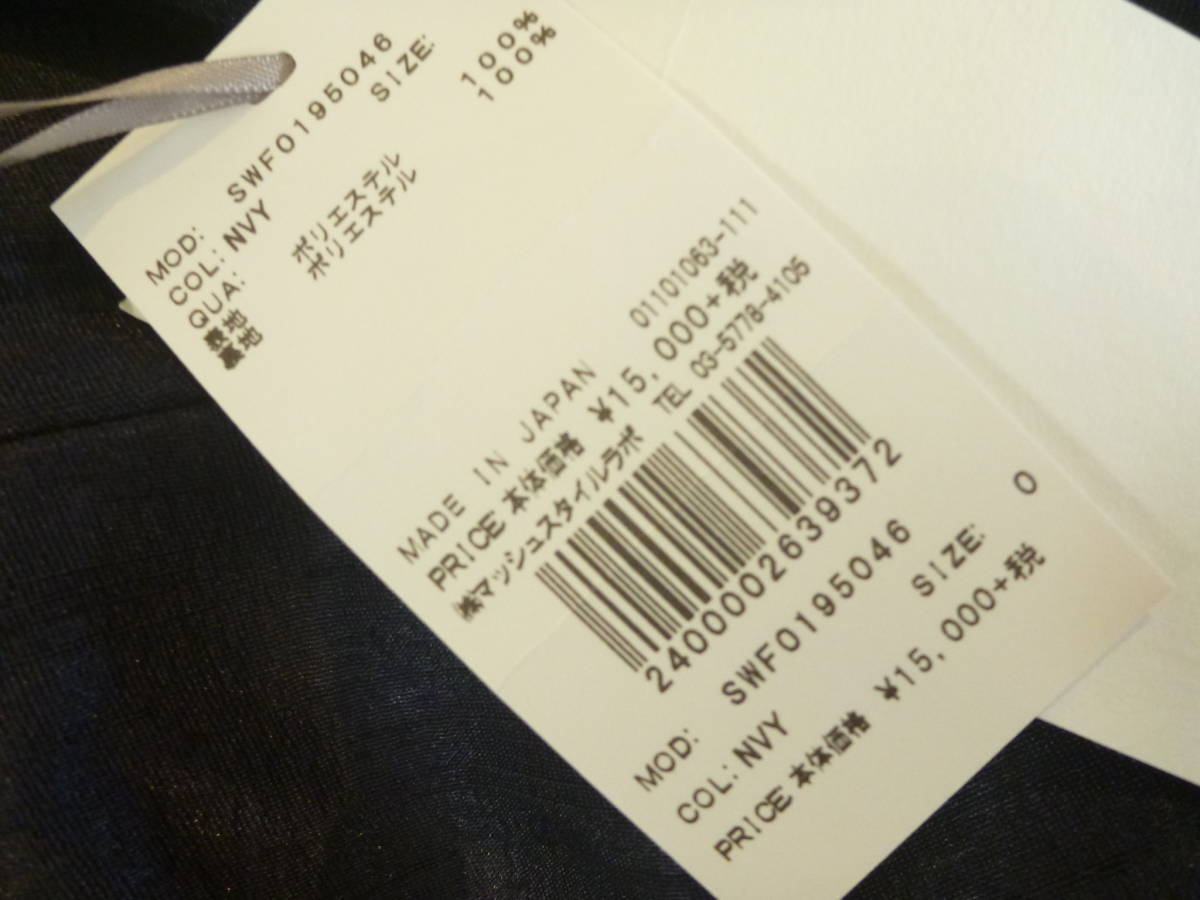 MOD: SWFO195046
COL: NVY SIZE:
QUA:
表地 ポリエステル 100%
裏地 ポリエステル 100%
MADE IN JAPAN 01101063-111
PRICE 本体価格 ¥15,000+税
㈱マッシュスタイルラボ TEL 03-5778-4105
2400002639372
MOD: SWFO195046
COL: NVY SIZE: 0
PRICE 本体価格 ¥15,000+税